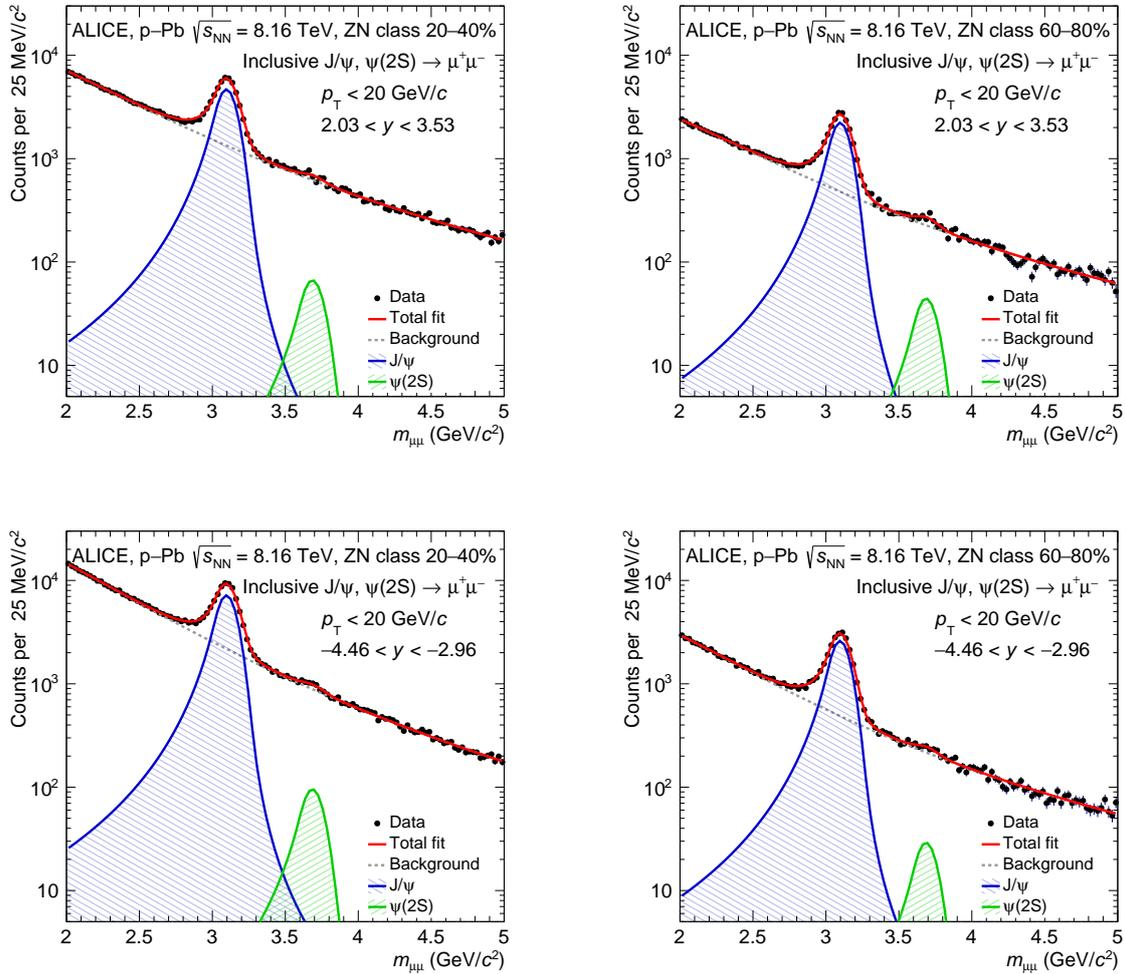 ALICE, p–Pb √sNN = 8.16 TeV, ZN class 20–40%
Inclusive J/ψ, ψ(2S) → μ+μ−
pT < 20 GeV/c
2.03 < y < 3.53
Counts per 25 MeV/c2
10^4
10^3
10^2
10
Data
Total fit
Background
J/ψ
ψ(2S)
2 2.5 3 3.5 4 4.5 5
mμμ (GeV/c2)
ALICE, p–Pb √sNN = 8.16 TeV, ZN class 60–80%
Inclusive J/ψ, ψ(2S) → μ+μ−
pT < 20 GeV/c
2.03 < y < 3.53
Counts per 25 MeV/c2
10^4
10^3
10^2
10
Data
Total fit
Background
J/ψ
ψ(2S)
2 2.5 3 3.5 4 4.5 5
mμμ (GeV/c2)
ALICE, p–Pb √sNN = 8.16 TeV, ZN class 20–40%
Inclusive J/ψ, ψ(2S) → μ+μ−
pT < 20 GeV/c
–4.46 < y < –2.96
Counts per 25 MeV/c2
10^4
10^3
10^2
10
Data
Total fit
Background
J/ψ
ψ(2S)
2 2.5 3 3.5 4 4.5 5
mμμ (GeV/c2)
ALICE, p–Pb √sNN = 8.16 TeV, ZN class 60–80%
Inclusive J/ψ, ψ(2S) → μ+μ−
pT < 20 GeV/c
–4.46 < y < –2.96
Counts per 25 MeV/c2
10^4
10^3
10^2
10
Data
Total fit
Background
J/ψ
ψ(2S)
2 2.5 3 3.5 4 4.5 5
mμμ (GeV/c2)